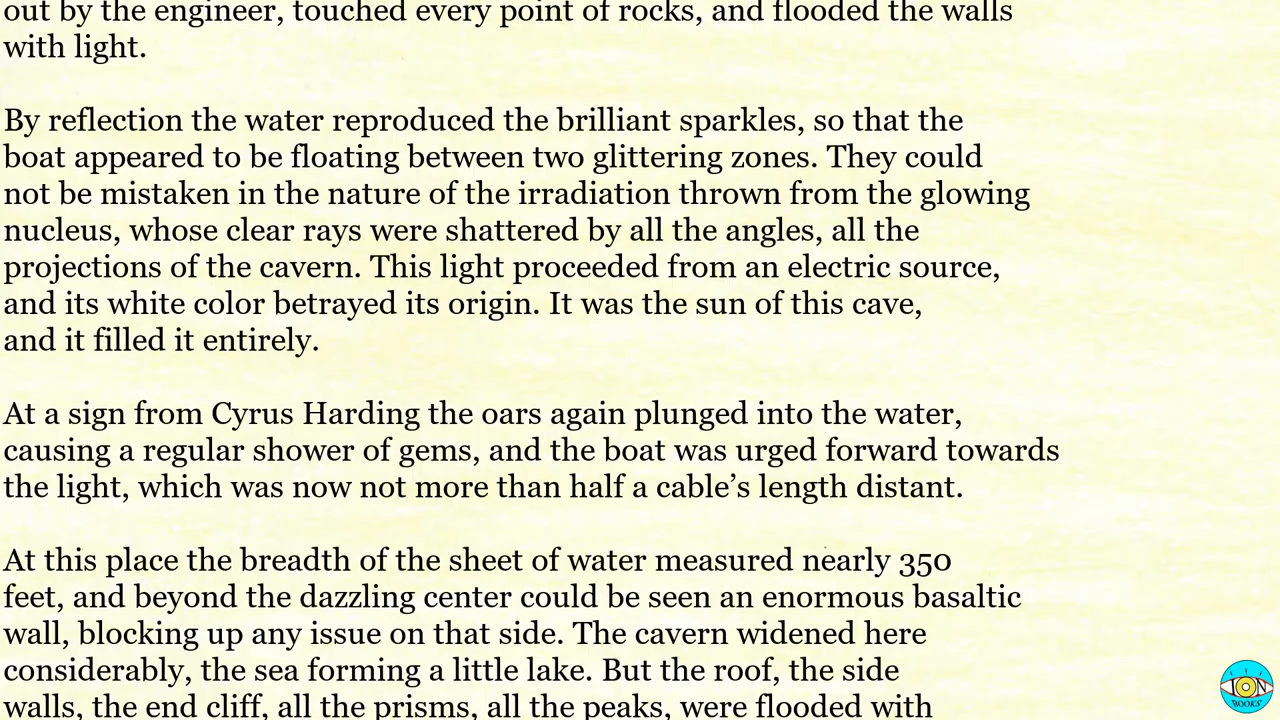 out by the engineer, touched every point of rocks, and flooded the walls
with light.
By reflection the water reproduced the brilliant sparkles, so that the
boat appeared to be floating between two glittering zones. They could
not be mistaken in the nature of the irradiation thrown from the glowing
nucleus, whose clear rays were shattered by all the angles, all the
projections of the cavern. This light proceeded from an electric source,
and its white color betrayed its origin. It was the sun of this cave,
and it filled it entirely.
At a sign from Cyrus Harding the oars again plunged into the water,
causing a regular shower of gems, and the boat was urged forward towards
the light, which was now not more than half a cable’s length distant.
At this place the breadth of the sheet of water measured nearly 350
feet, and beyond the dazzling center could be seen an enormous basaltic
wall, blocking up any issue on that side. The cavern widened here
considerably, the sea forming a little lake. But the roof, the side
walls, the end cliff, all the prisms, all the peaks, were flooded with
ION
BOOKS